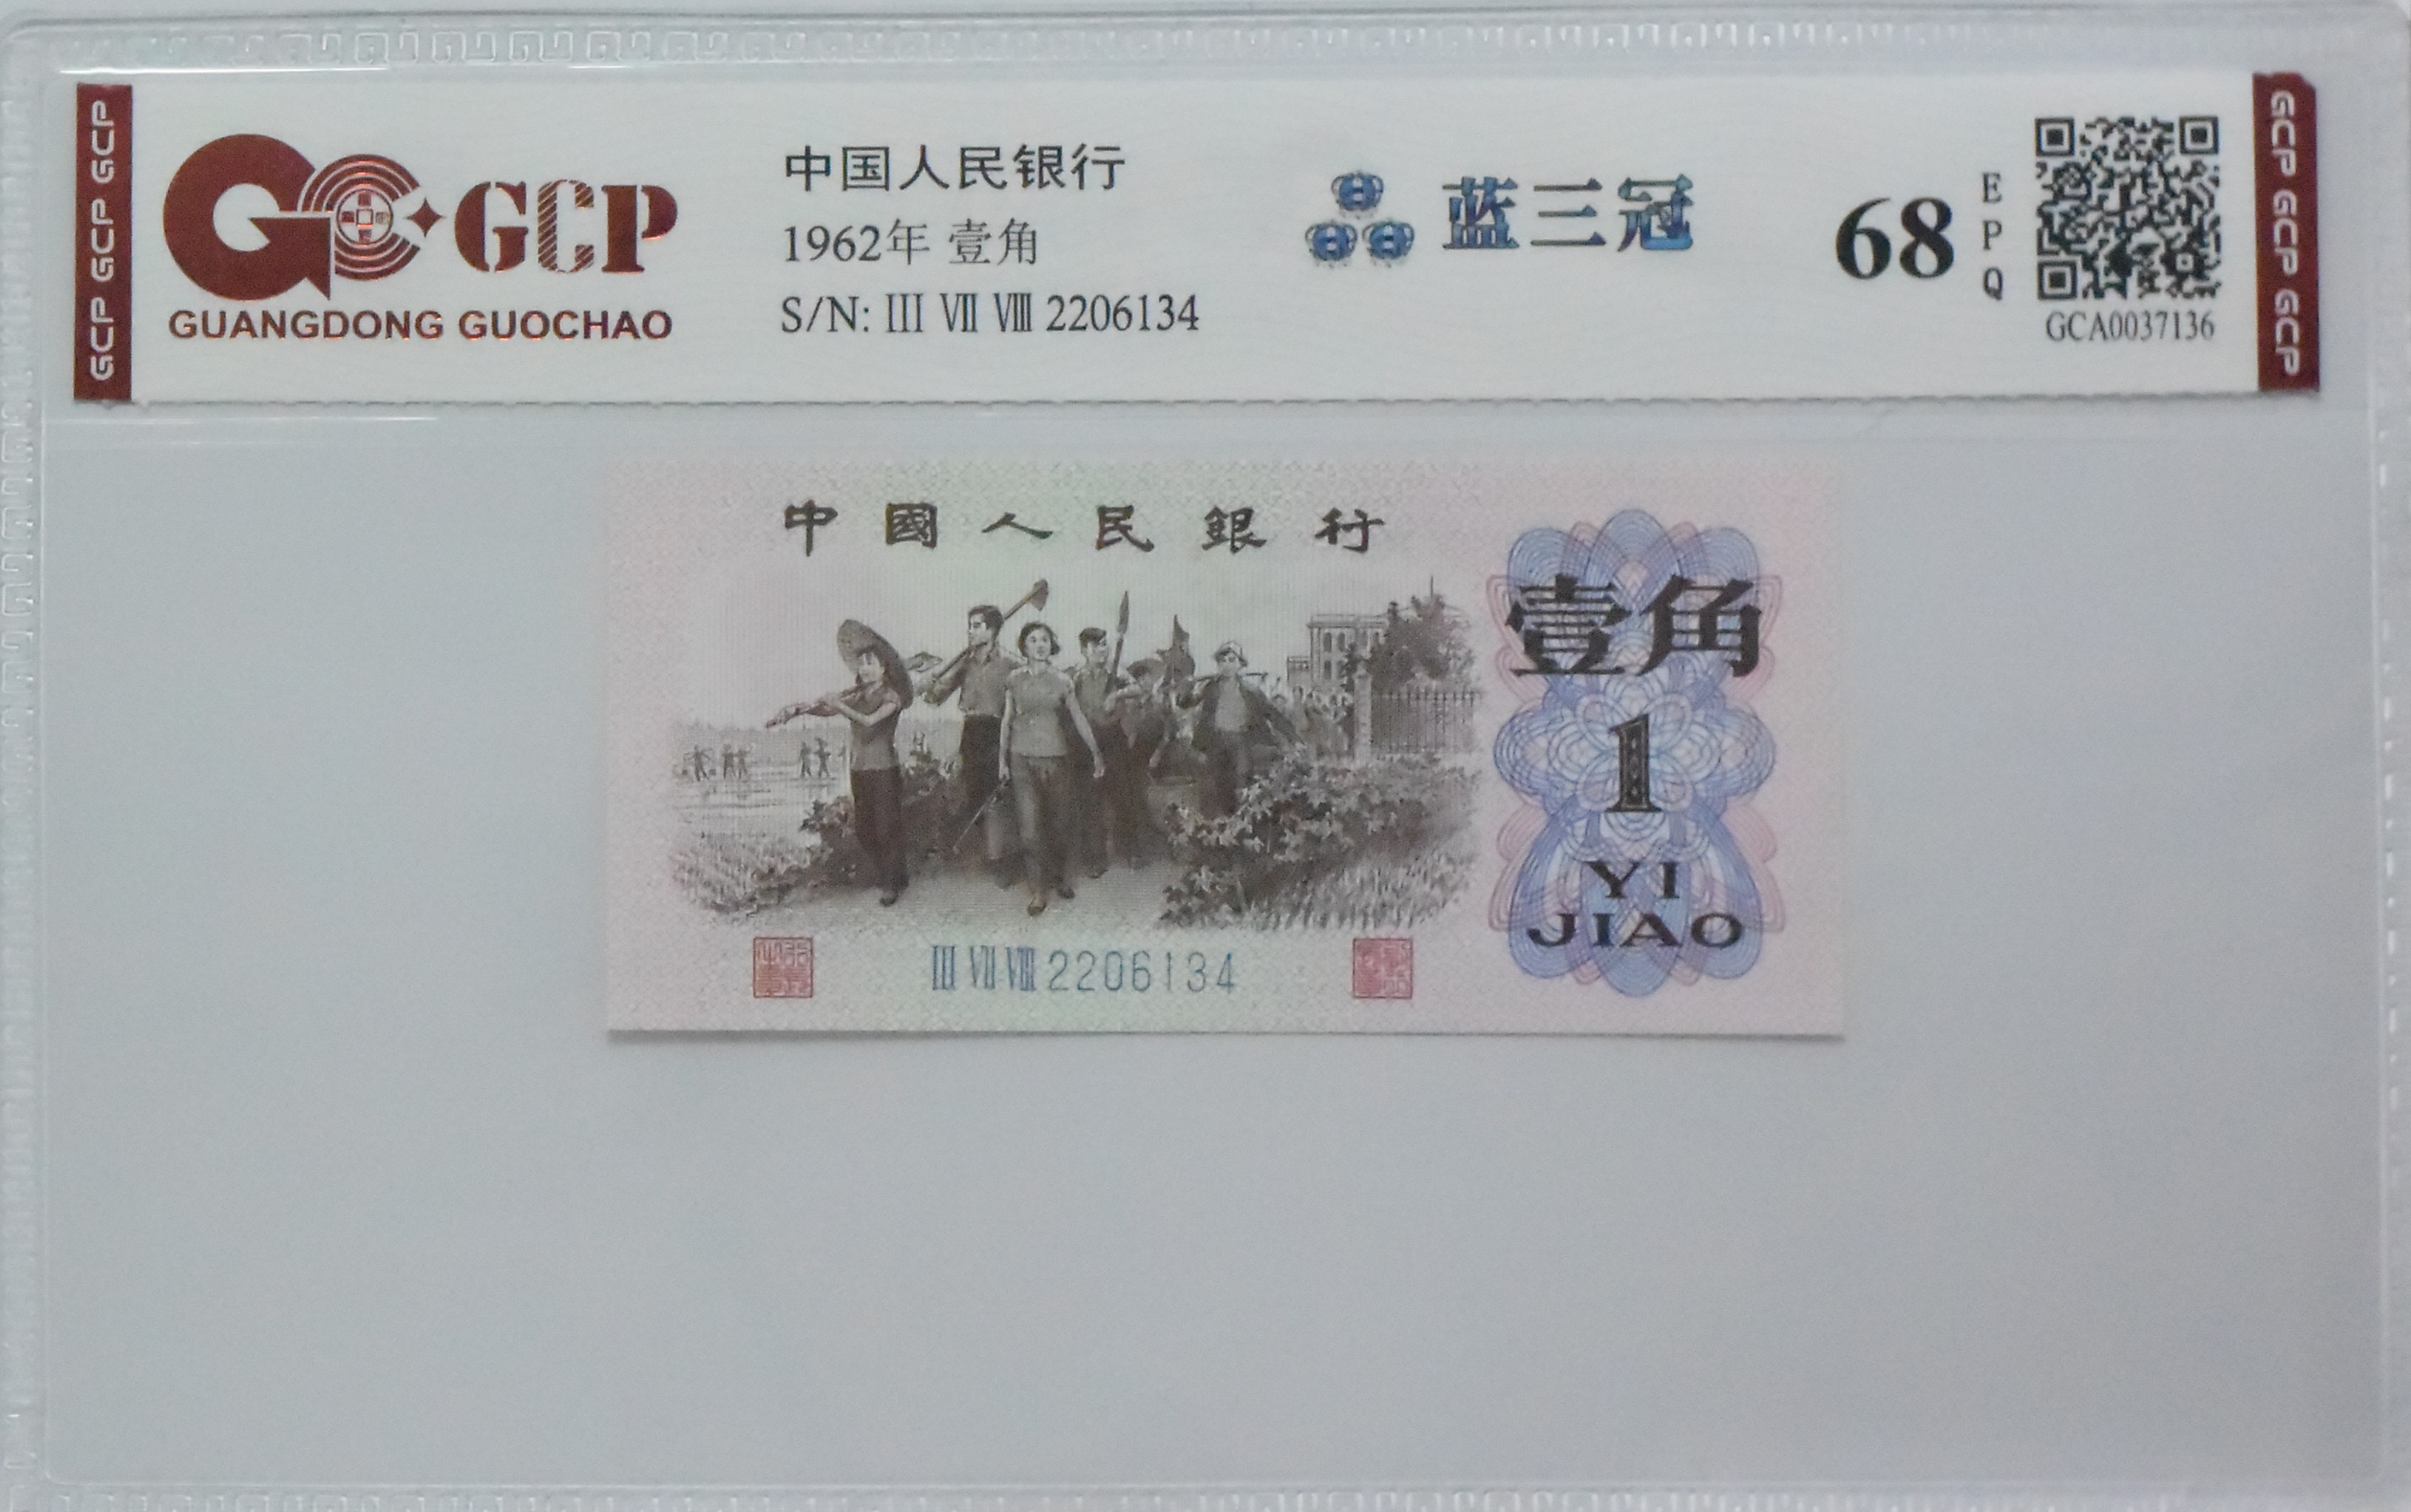 GCP GCP GCP
GCP
GUANGDONG GUOCHAO
中国人民银行
1962年 壹角
S/N: III VII VIII 2206134
蓝三冠
68
EPQ
GCA0037136
GCP GCP GCP
中國人民銀行
壹角
1
YI
JIAO
III VII VIII 2206134